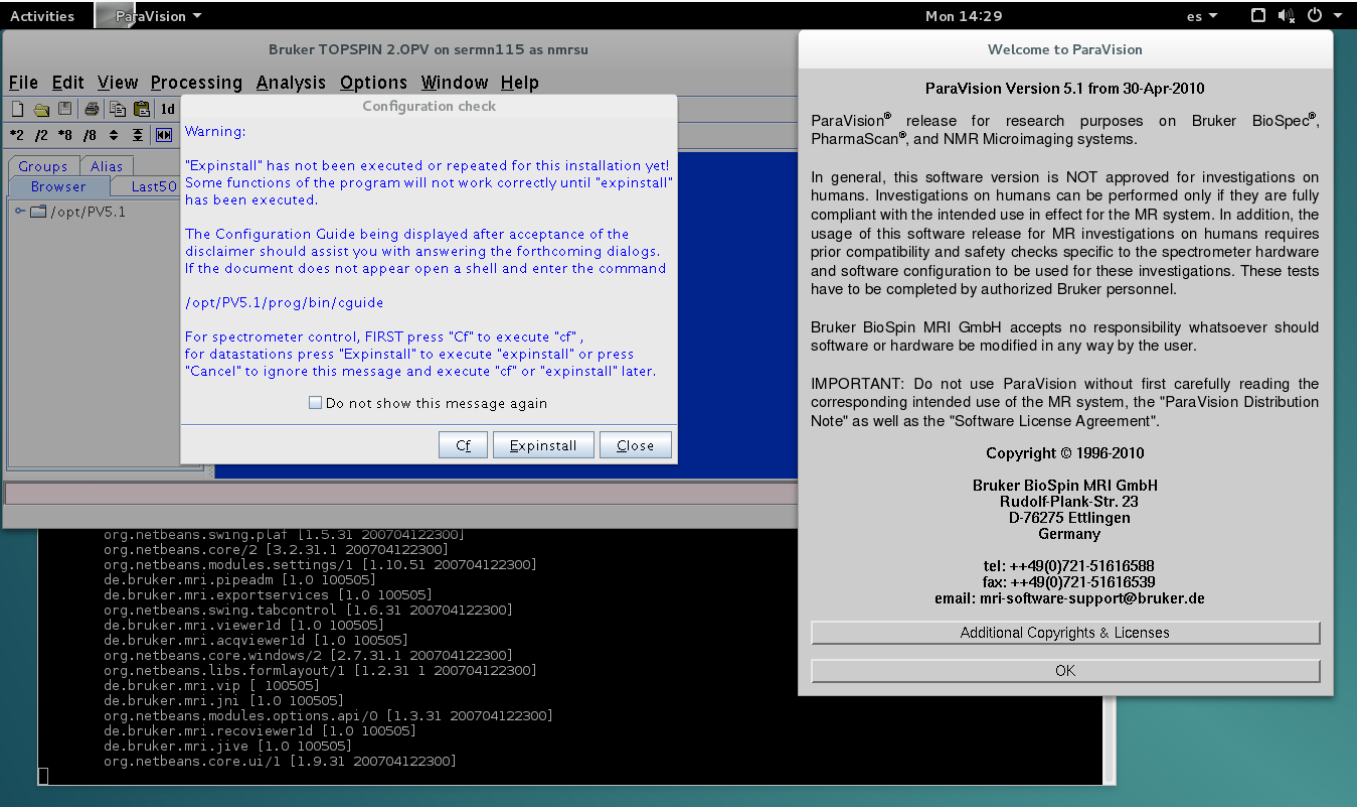 Activities
ParaVision
Mon 14:29
es
Bruker TOPSPIN 2.0PV on sermn115 as nmrsu
File Edit View Processing Analysis Options Window Help
1d
*2 /2 *8 /8
Groups Alias
Browser Last50
/opt/PV5.1
Configuration check
Warning:
"Expinstall" has not been executed or repeated for this installation yet!
Some functions of the program will not work correctly until "expinstall"
has been executed.
The Configuration Guide being displayed after acceptance of the
disclaimer should assist you with answering the forthcoming dialogs.
If the document does not appear open a shell and enter the command
/opt/PV5.1/prog/bin/cguide
For spectrometer control, FIRST press "Cf" to execute "cf" ,
for datastations press "Expinstall" to execute "expinstall" or press
"Cancel" to ignore this message and execute "cf" or "expinstall" later.
Do not show this message again
Cf Expinstall Close
org.netbeans.swing.plaf [1.5.31 200704122300]
org.netbeans.core/2 [3.2.31.1 200704122300]
org.netbeans.modules.settings/1 [1.10.51 200704122300]
de.bruker.mri.pipeadm [1.0 100505]
de.bruker.mri.exportservices [1.0 100505]
org.netbeans.swing.tabcontrol [1.6.31 200704122300]
de.bruker.mri.viewer1d [1.0 100505]
de.bruker.mri.acqviewer1d [1.0 100505]
org.netbeans.core.windows/2 [2.7.31.1 200704122300]
org.netbeans.libs.formlayout/1 [1.2.31 1 200704122300]
de.bruker.mri.vip [ 100505]
de.bruker.mri.jni [1.0 100505]
org.netbeans.modules.options.api/0 [1.3.31 200704122300]
de.bruker.mri.recoviewer1d [1.0 100505]
de.bruker.mri.jive [1.0 100505]
org.netbeans.core.ui/1 [1.9.31 200704122300]
Welcome to ParaVision
ParaVision Version 5.1 from 30-Apr-2010
ParaVision® release for research purposes on Bruker BioSpec®,
PharmaScan®, and NMR Microimaging systems.
In general, this software version is NOT approved for investigations on
humans. Investigations on humans can be performed only if they are fully
compliant with the intended use in effect for the MR system. In addition, the
usage of this software release for MR investigations on humans requires
prior compatibility and safety checks specific to the spectrometer hardware
and software configuration to be used for these investigations. These tests
have to be completed by authorized Bruker personnel.
Bruker BioSpin MRI GmbH accepts no responsibility whatsoever should
software or hardware be modified in any way by the user.
IMPORTANT: Do not use ParaVision without first carefully reading the
corresponding intended use of the MR system, the "ParaVision Distribution
Note" as well as the "Software License Agreement".
Copyright © 1996-2010
Bruker BioSpin MRI GmbH
Rudolf-Plank-Str. 23
D-76275 Ettlingen
Germany
tel: ++49(0)721-51616588
fax: ++49(0)721-51616539
email: mri-software-support@bruker.de
Additional Copyrights & Licenses
OK